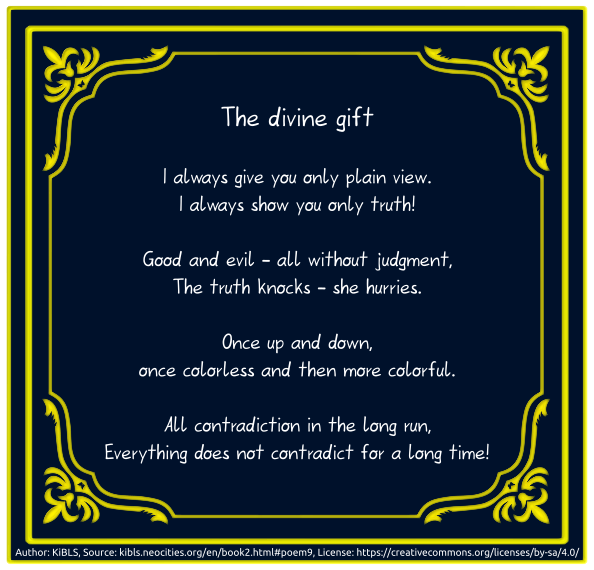 The divine gift
I always give you only plain view.
I always show you only truth!
Good and evil – all without judgment,
The truth knocks – she hurries.
Once up and down,
once colorless and then more colorful.
All contradiction in the long run,
Everything does not contradict for a long time!
Author: KiBLS, Source: kibls.neocities.org/en/book2.html#poem9, License: https://creativecommons.org/licenses/by-sa/4.0/